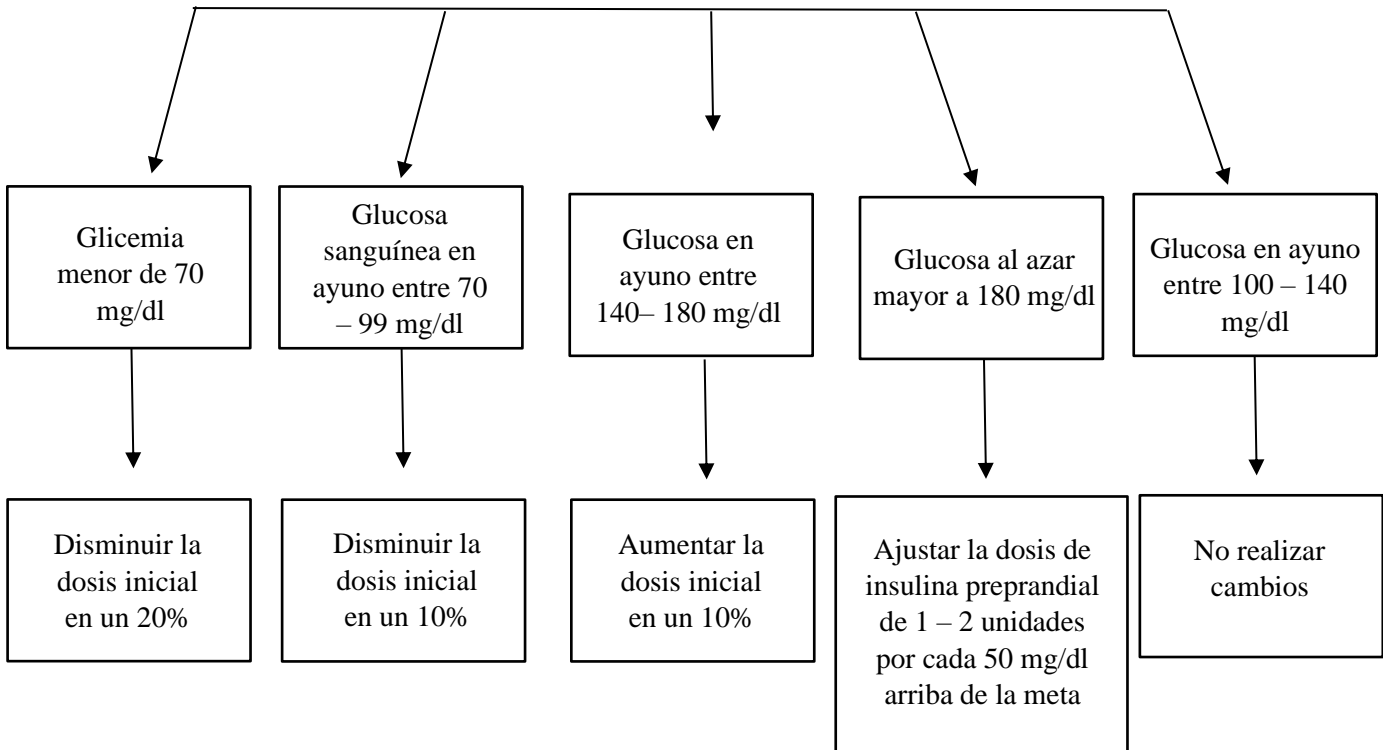 Glicemia
menor de 70
mg/dl
Glucosa
sanguínea en
ayuno entre 70
– 99 mg/dl
Glucosa en
ayuno entre
140– 180 mg/dl
Glucosa al azar
mayor a 180 mg/dl
Glucosa en ayuno
entre 100 – 140
mg/dl
Disminuir la
dosis inicial
en un 20%
Disminuir la
dosis inicial
en un 10%
Aumentar la
dosis inicial
en un 10%
Ajustar la dosis de
insulina preprandial
de 1 – 2 unidades
por cada 50 mg/dl
arriba de la meta
No realizar
cambios